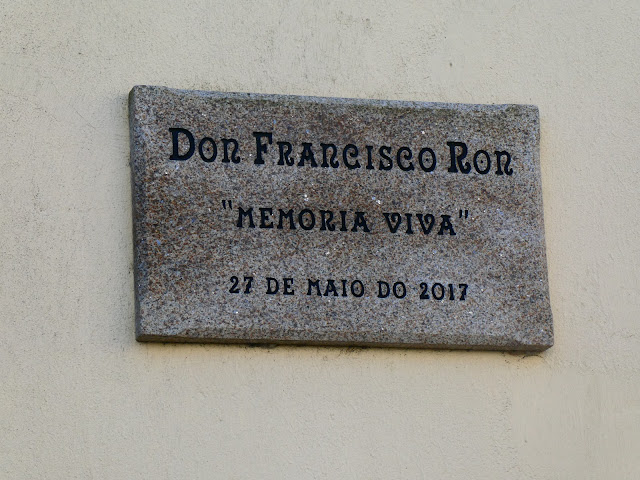 Don Francisco Ron
"MEMORIA VIVA"
27 DE MAIO DO 2017